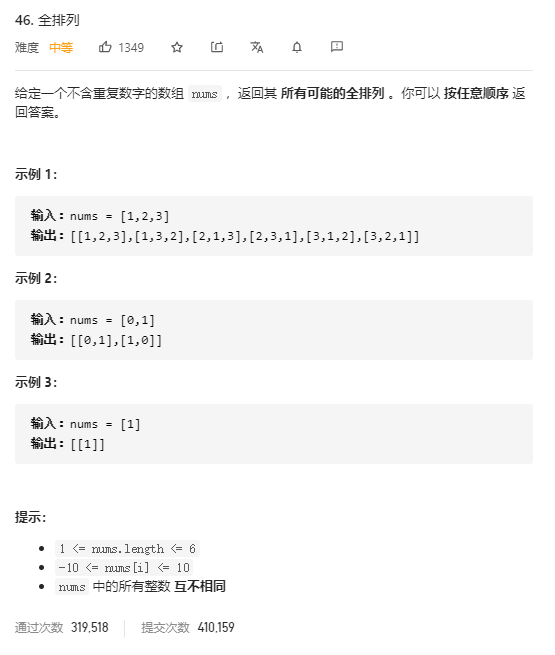 46. 全排列
难度 中等 1349
给定一个不含重复数字的数组 nums ，返回其 所有可能的全排列 。你可以 按任意顺序 返
回答案。
示例 1：
输入：nums = [1,2,3]
输出：[[1,2,3],[1,3,2],[2,1,3],[2,3,1],[3,1,2],[3,2,1]]
示例 2：
输入：nums = [0,1]
输出：[[0,1],[1,0]]
示例 3：
输入：nums = [1]
输出：[[1]]
提示：
• 1 <= nums.length <= 6
• -10 <= nums[i] <= 10
• nums 中的所有整数 互不相同
通过次数 319,518 提交次数 410,159